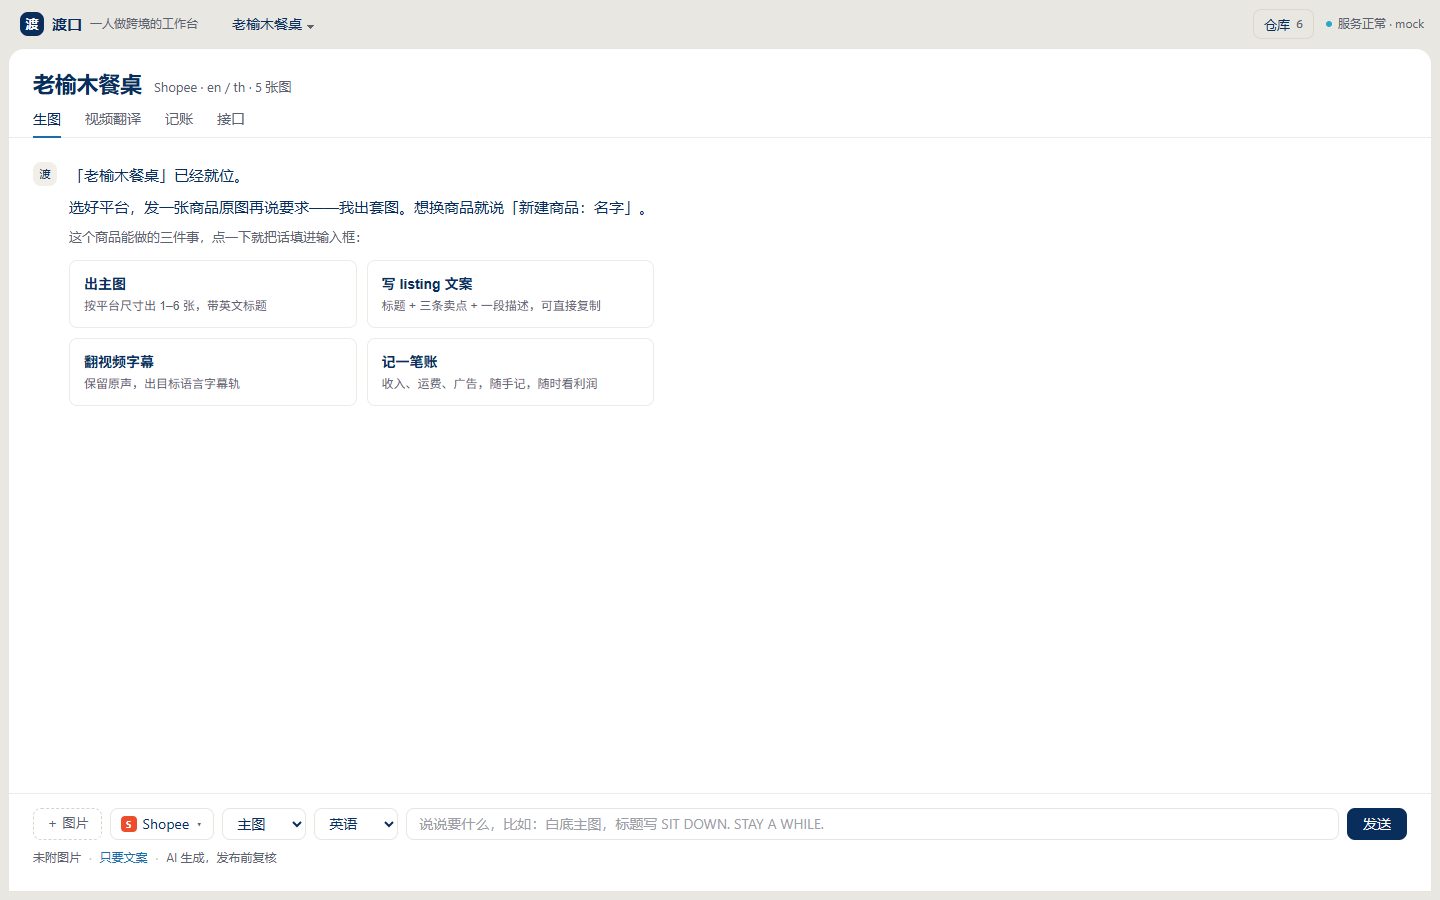 渡 渡口 一人做跨境的工作台 老榆木餐桌 仓库 6 服务正常 · mock
老榆木餐桌 Shopee · en / th · 5 张图
生图 视频翻译 记账 接口
渡 「老榆木餐桌」已经就位。
选好平台，发一张商品原图再说要求——我出套图。想换商品就说「新建商品：名字」。
这个商品能做的三件事，点一下就把话填进输入框：
出主图
按平台尺寸出 1–6 张，带英文标题
写 listing 文案
标题 + 三条卖点 + 一段描述，可直接复制
翻视频字幕
保留原声，出目标语言字幕轨
记一笔账
收入、运费、广告，随手记，随时看利润
+ 图片 S Shopee 主图 英语 说说要什么，比如：白底主图，标题写 SIT DOWN. STAY A WHILE. 发送
未附图片 · 只要文案 · AI 生成，发布前复核